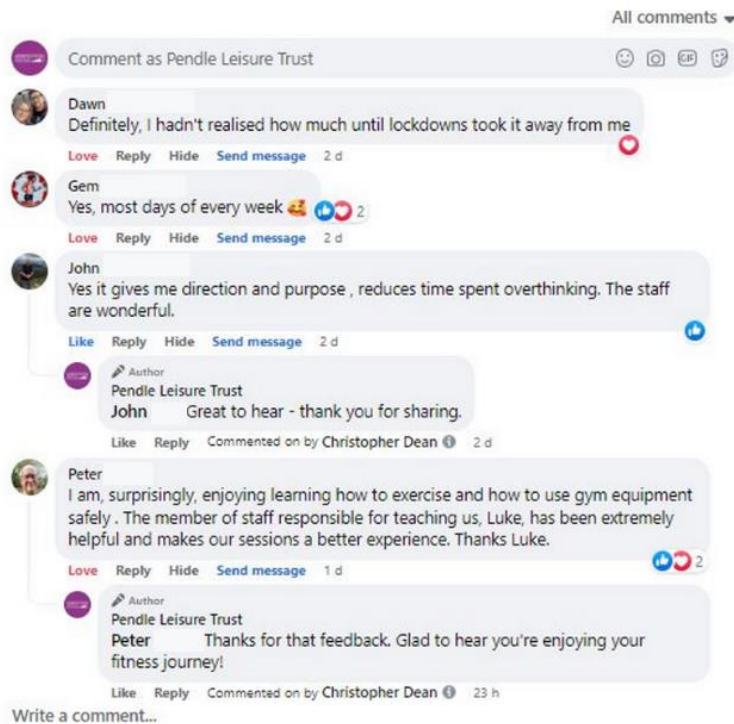 All comments
Comment as Pendle Leisure Trust
GIF
Dawn
Definitely, I hadn't realised how much until lockdowns took it away from me
Love Reply Hide Send message 2 d
Gem
Yes, most days of every week 🥰 2
Love Reply Hide Send message 2 d
John
Yes it gives me direction and purpose , reduces time spent overthinking. The staff
are wonderful.
Like Reply Hide Send message 2 d
Author
Pendle Leisure Trust
John Great to hear - thank you for sharing.
Like Reply Commented on by Christopher Dean 2 d
Peter
I am, surprisingly, enjoying learning how to exercise and how to use gym equipment
safely . The member of staff responsible for teaching us, Luke, has been extremely
helpful and makes our sessions a better experience. Thanks Luke.
2
Love Reply Hide Send message 1 d
Author
Pendle Leisure Trust
Peter Thanks for that feedback. Glad to hear you're enjoying your
fitness journey!
Like Reply Commented on by Christopher Dean 23 h
Write a comment...